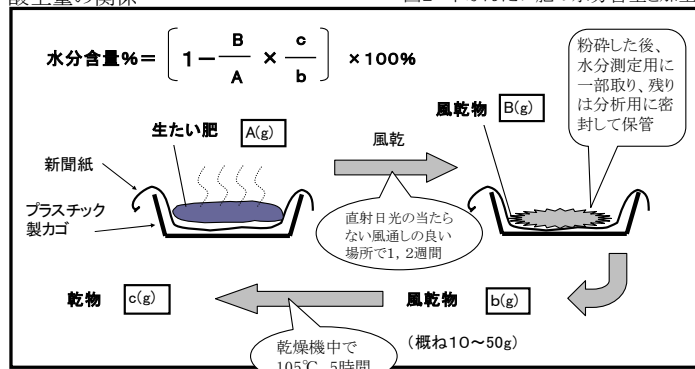 水分含量%＝ [ 1－ B/A × c/b ] ×100%
粉砕した後、
水分測定用に
一部取り、残り
は分析用に密
封して保管
生たい肥 A(g)
風乾
風乾物 B(g)
新聞紙
プラスチック
製カゴ
直射日光の当たら
ない風通しの良い
場所で1，2週間
乾物 c(g)
風乾物 b(g)
(概ね10～50g)
乾燥機中で
105℃ 5時間